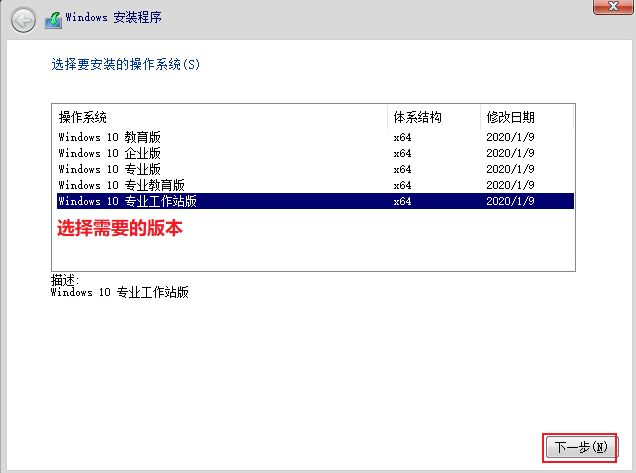 Windows 安装程序
选择要安装的操作系统(S)
操作系统 体系结构 修改日期
Windows 10 教育版 x64 2020/1/9
Windows 10 企业版 x64 2020/1/9
Windows 10 专业版 x64 2020/1/9
Windows 10 专业教育版 x64 2020/1/9
Windows 10 专业工作站版 x64 2020/1/9
选择需要的版本
描述:
Windows 10 专业工作站版
下一步(N)